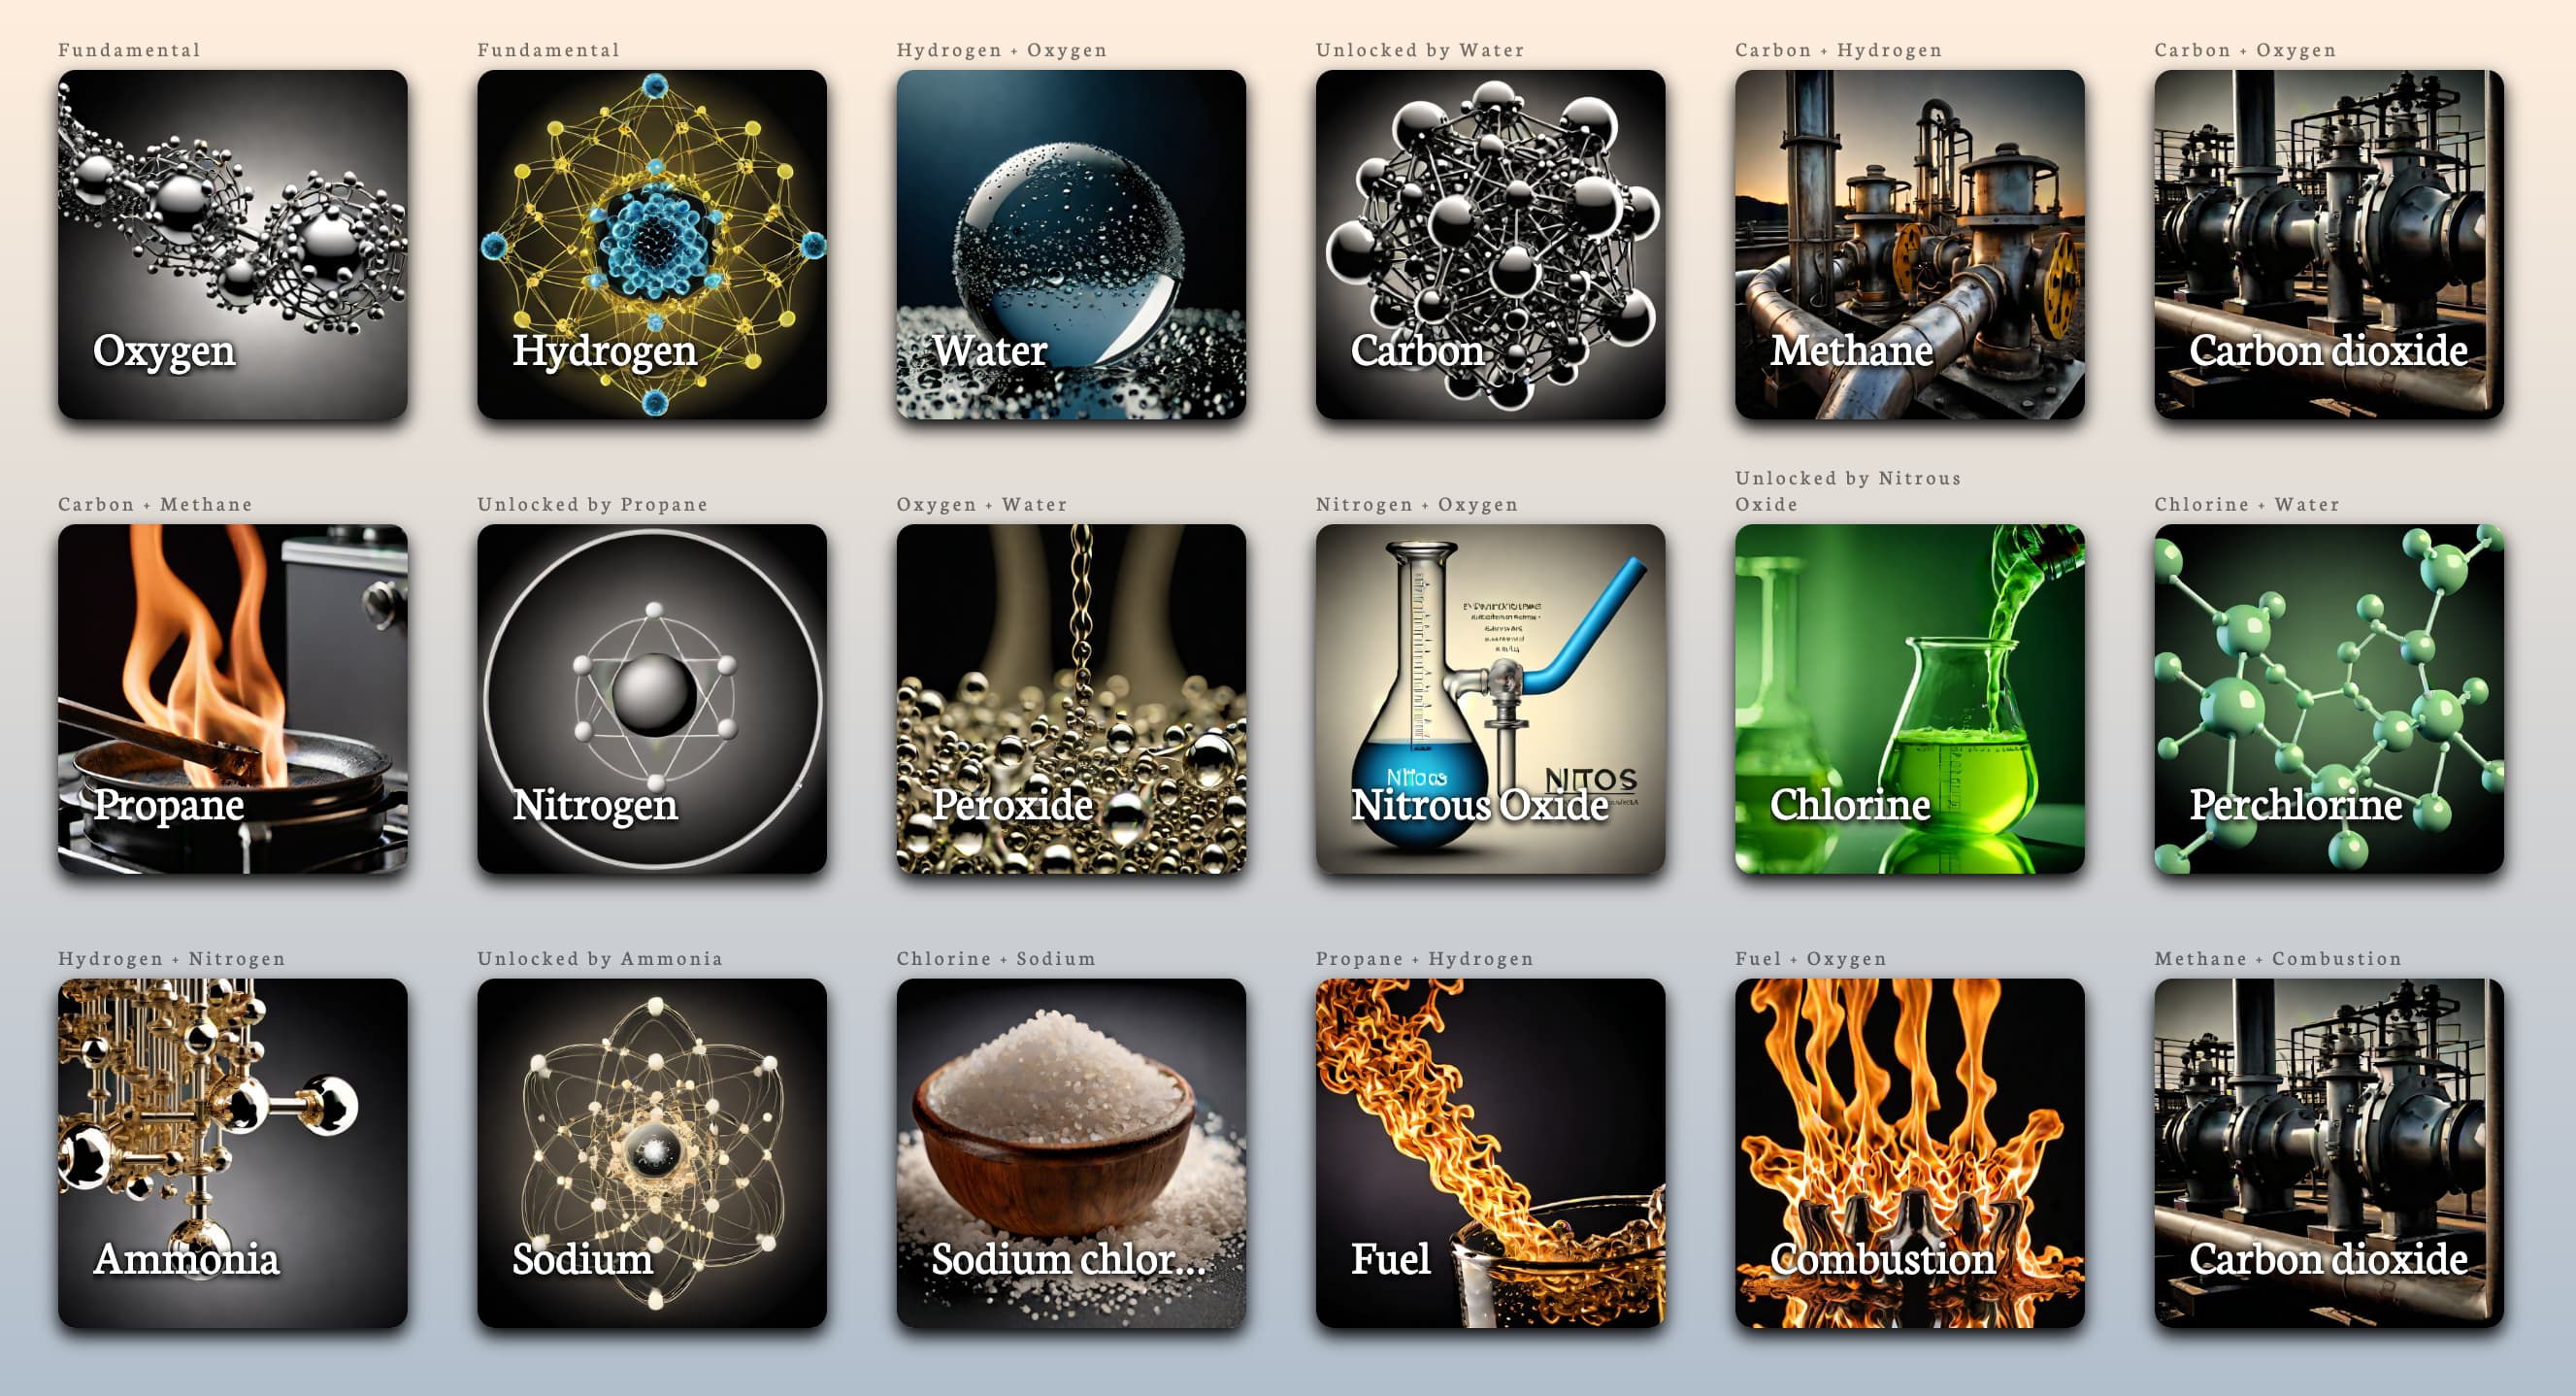 Fundamental
Fundamental
Hydrogen + Oxygen
Unlocked by Water
Carbon + Hydrogen
Carbon + Oxygen
Oxygen
Hydrogen
Water
Carbon
Methane
Carbon dioxide
Carbon + Methane
Unlocked by Propane
Oxygen + Water
Nitrogen + Oxygen
Unlocked by Nitrous
Oxide
Chlorine + Water
NITOS
Propane
Nitrogen
Peroxide
Nitrous Oxide
Chlorine
Perchlorine
Hydrogen + Nitrogen
Unlocked by Ammonia
Chlorine + Sodium
Propane + Hydrogen
Fuel + Oxygen
Methane + Combustion
Ammonia
Sodium
Sodium chlor...
Fuel
Combustion
Carbon dioxide